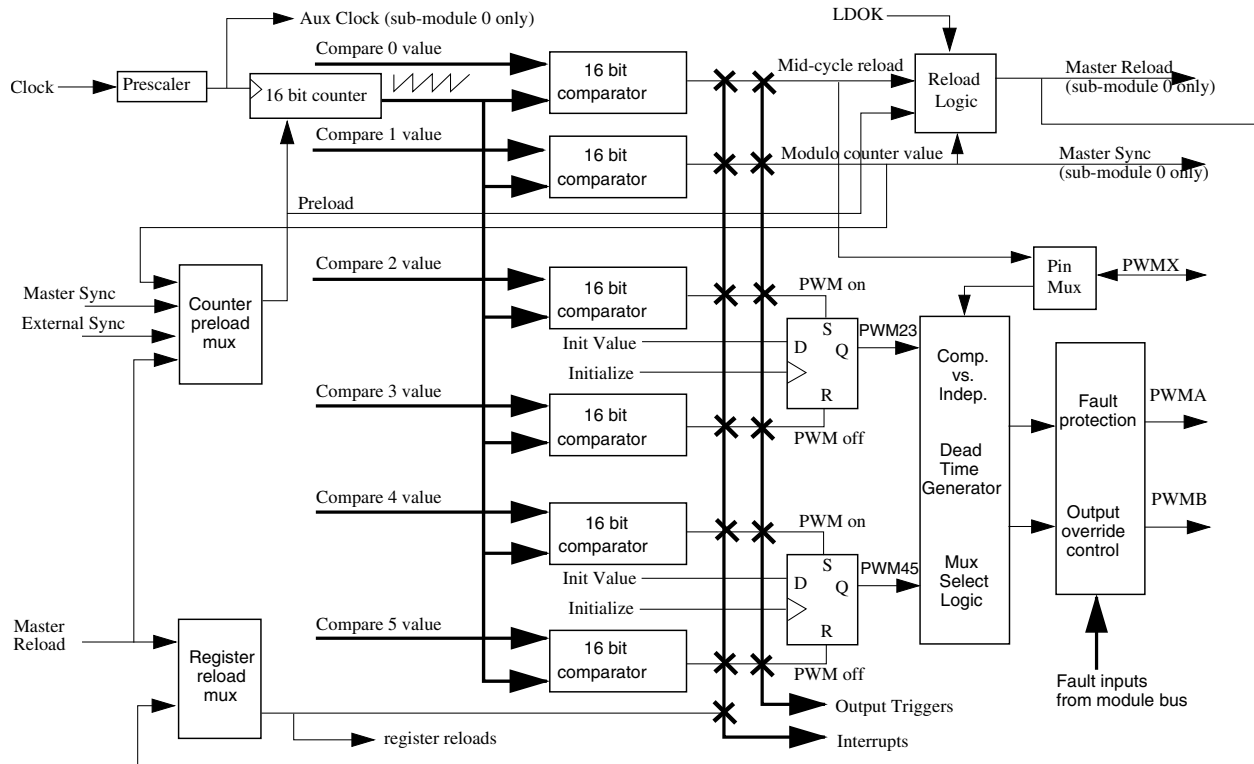 LDOK
Aux Clock (sub-module 0 only)
Compare 0 value
Clock
Prescaler
16 bit counter
16 bit
comparator
Mid-cycle reload
Reload
Logic
Master Reload
(sub-module 0 only)
Compare 1 value
16 bit
comparator
Modulo counter value
Master Sync
(sub-module 0 only)
Preload
Compare 2 value
16 bit
comparator
PWM on
Pin
Mux
PWMX
Master Sync
External Sync
Counter
preload
mux
Init Value
Initialize
S
D
Q
R
PWM23
Compare 3 value
16 bit
comparator
PWM off
Comp.
vs.
Indep.
Dead
Time
Generator
Mux
Select
Logic
Fault
protection
Output
override
control
PWMA
PWMB
Compare 4 value
16 bit
comparator
PWM on
Init Value
Initialize
S
D
Q
R
PWM45
Master
Reload
Compare 5 value
16 bit
comparator
PWM off
Register
reload
mux
Fault inputs
from module bus
Output Triggers
register reloads
Interrupts